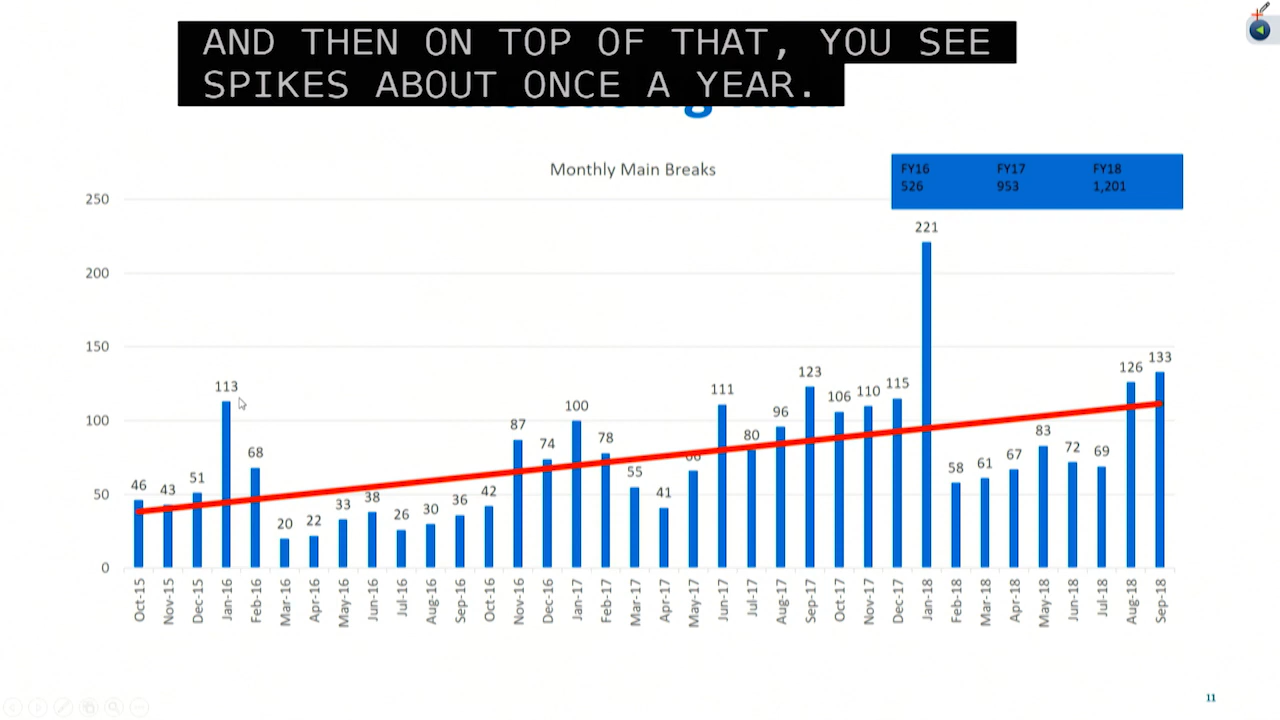 AND THEN ON TOP OF THAT, YOU SEE
SPIKES ABOUT ONCE A YEAR.
Monthly Main Breaks
FY16 FY17 FY18
526 953 1,201
250
200
150
100
50
0
46 43 51 113 68 20 22 33 38 26 30 36 42 87 74 100 78 55 41 66 111 80 96 123 106 110 115 221 58 61 67 83 72 69 126 133
Oct-15 Nov-15 Dec-15 Jan-16 Feb-16 Mar-16 Apr-16 May-16 Jun-16 Jul-16 Aug-16 Sep-16 Oct-16 Nov-16 Dec-16 Jan-17 Feb-17 Mar-17 Apr-17 May-17 Jun-17 Jul-17 Aug-17 Sep-17 Oct-17 Nov-17 Dec-17 Jan-18 Feb-18 Mar-18 Apr-18 May-18 Jun-18 Jul-18 Aug-18 Sep-18
11